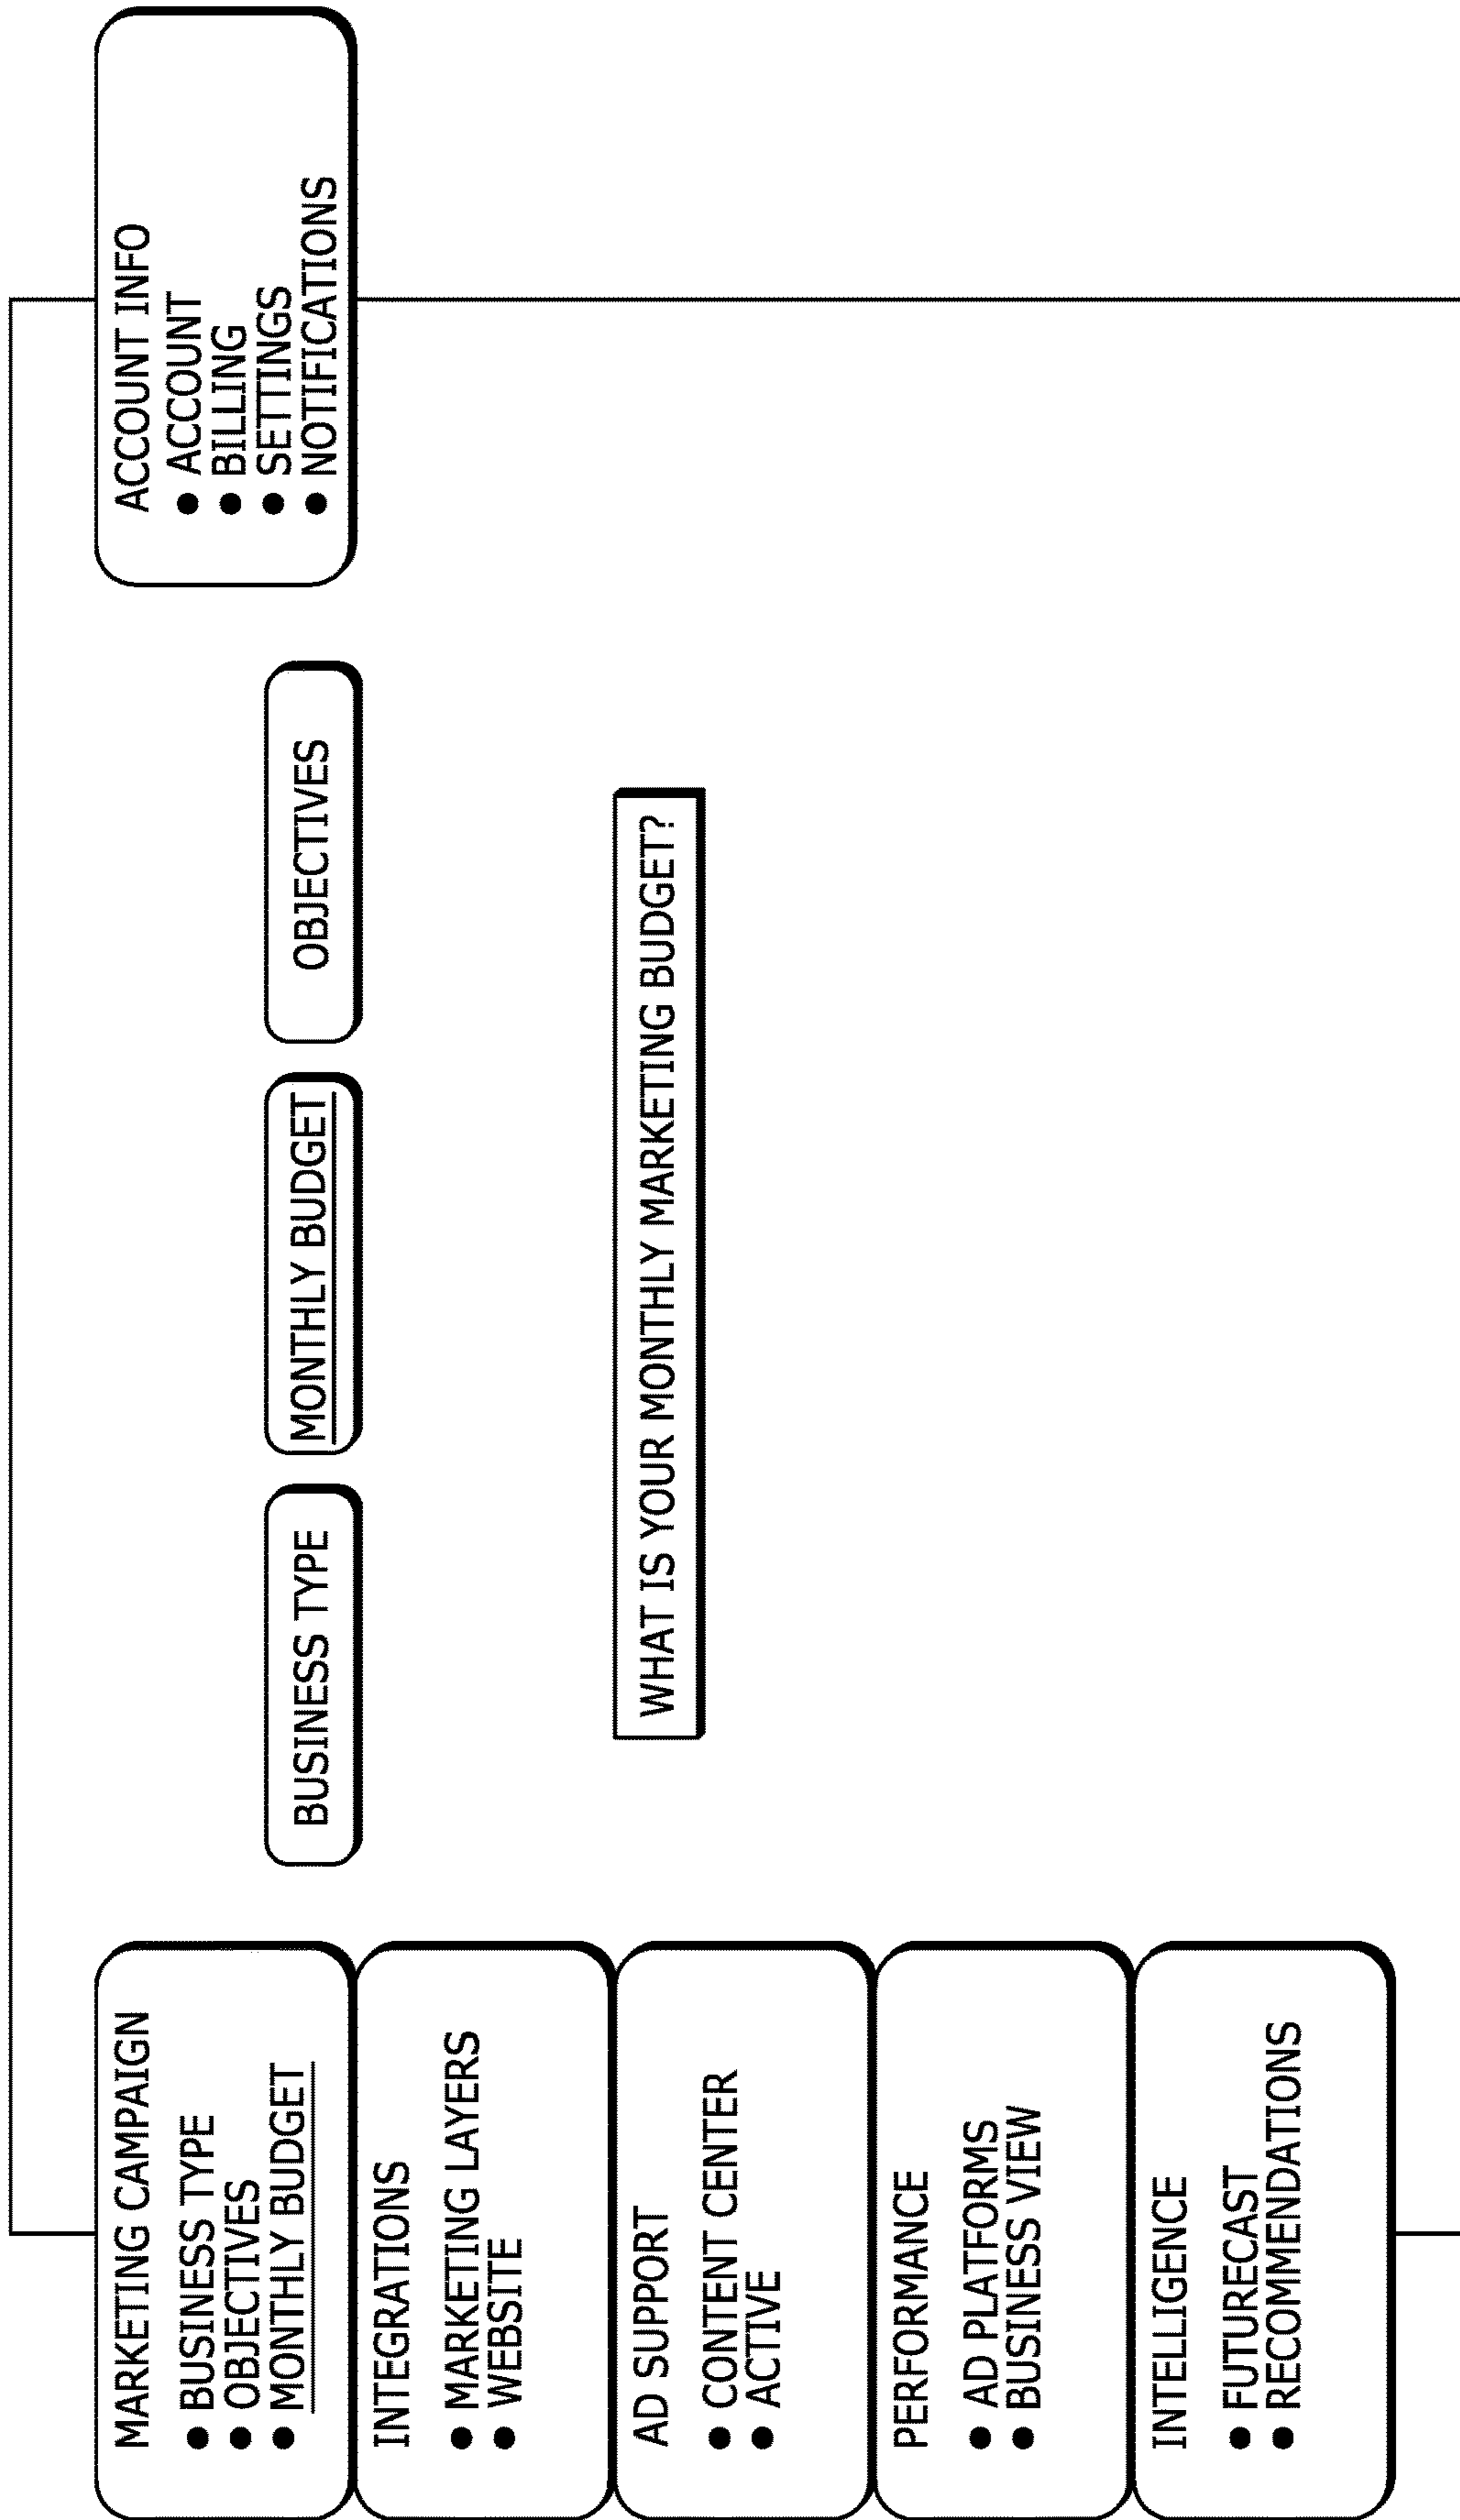 MARKETING CAMPAIGN
● BUSINESS TYPE
● OBJECTIVES
● MONTHLY BUDGET
INTEGRATIONS
● MARKETING LAYERS
● WEBSITE
AD SUPPORT
● CONTENT CENTER
● ACTIVE
PERFORMANCE
● AD PLATFORMS
● BUSINESS VIEW
INTELLIGENCE
● FUTURECAST
● RECOMMENDATIONS
BUSINESS TYPE
MONTHLY BUDGET
OBJECTIVES
WHAT IS YOUR MONTHLY MARKETING BUDGET?
ACCOUNT INFO
● ACCOUNT
● BILLING
● SETTINGS
● NOTIFICATIONS